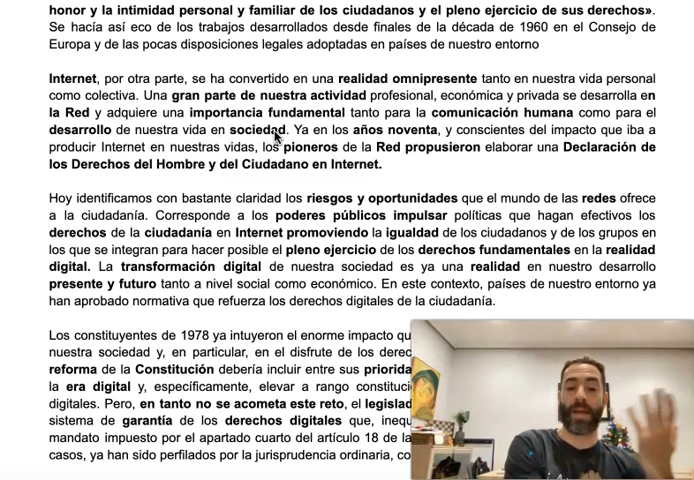 honor y la intimidad personal y familiar de los ciudadanos y el pleno ejercicio de sus derechos».
Se hacía así eco de los trabajos desarrollados desde finales de la década de 1960 en el Consejo de
Europa y de las pocas disposiciones legales adoptadas en países de nuestro entorno
Internet, por otra parte, se ha convertido en una realidad omnipresente tanto en nuestra vida personal
como colectiva. Una gran parte de nuestra actividad profesional, económica y privada se desarrolla en
la Red y adquiere una importancia fundamental tanto para la comunicación humana como para el
desarrollo de nuestra vida en sociedad. Ya en los años noventa, y conscientes del impacto que iba a
producir Internet en nuestras vidas, los pioneros de la Red propusieron elaborar una Declaración de
los Derechos del Hombre y del Ciudadano en Internet.
Hoy identificamos con bastante claridad los riesgos y oportunidades que el mundo de las redes ofrece
a la ciudadanía. Corresponde a los poderes públicos impulsar políticas que hagan efectivos los
derechos de la ciudadanía en Internet promoviendo la igualdad de los ciudadanos y de los grupos en
los que se integran para hacer posible el pleno ejercicio de los derechos fundamentales en la realidad
digital. La transformación digital de nuestra sociedad es ya una realidad en nuestro desarrollo
presente y futuro tanto a nivel social como económico. En este contexto, países de nuestro entorno ya
han aprobado normativa que refuerza los derechos digitales de la ciudadanía.
Los constituyentes de 1978 ya intuyeron el enorme impacto qu
nuestra sociedad y, en particular, en el disfrute de los derec
reforma de la Constitución debería incluir entre sus priorida
la era digital y, específicamente, elevar a rango constituci
digitales. Pero, en tanto no se acometa este reto, el legislad
sistema de garantía de los derechos digitales que, inequ
mandato impuesto por el apartado cuarto del artículo 18 de la
casos, ya han sido perfilados por la jurisprudencia ordinaria, co